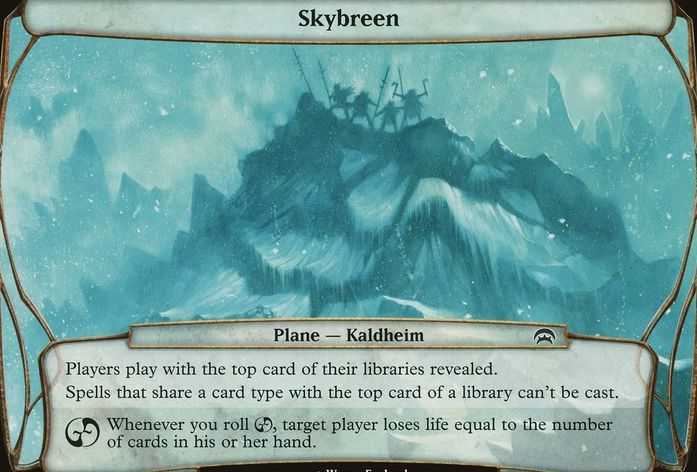 Skybreen
Plane — Kaldheim
Players play with the top card of their libraries revealed.
Spells that share a card type with the top card of a library can't be cast.
Whenever you roll , target player loses life equal to the number
of cards in his or her hand.